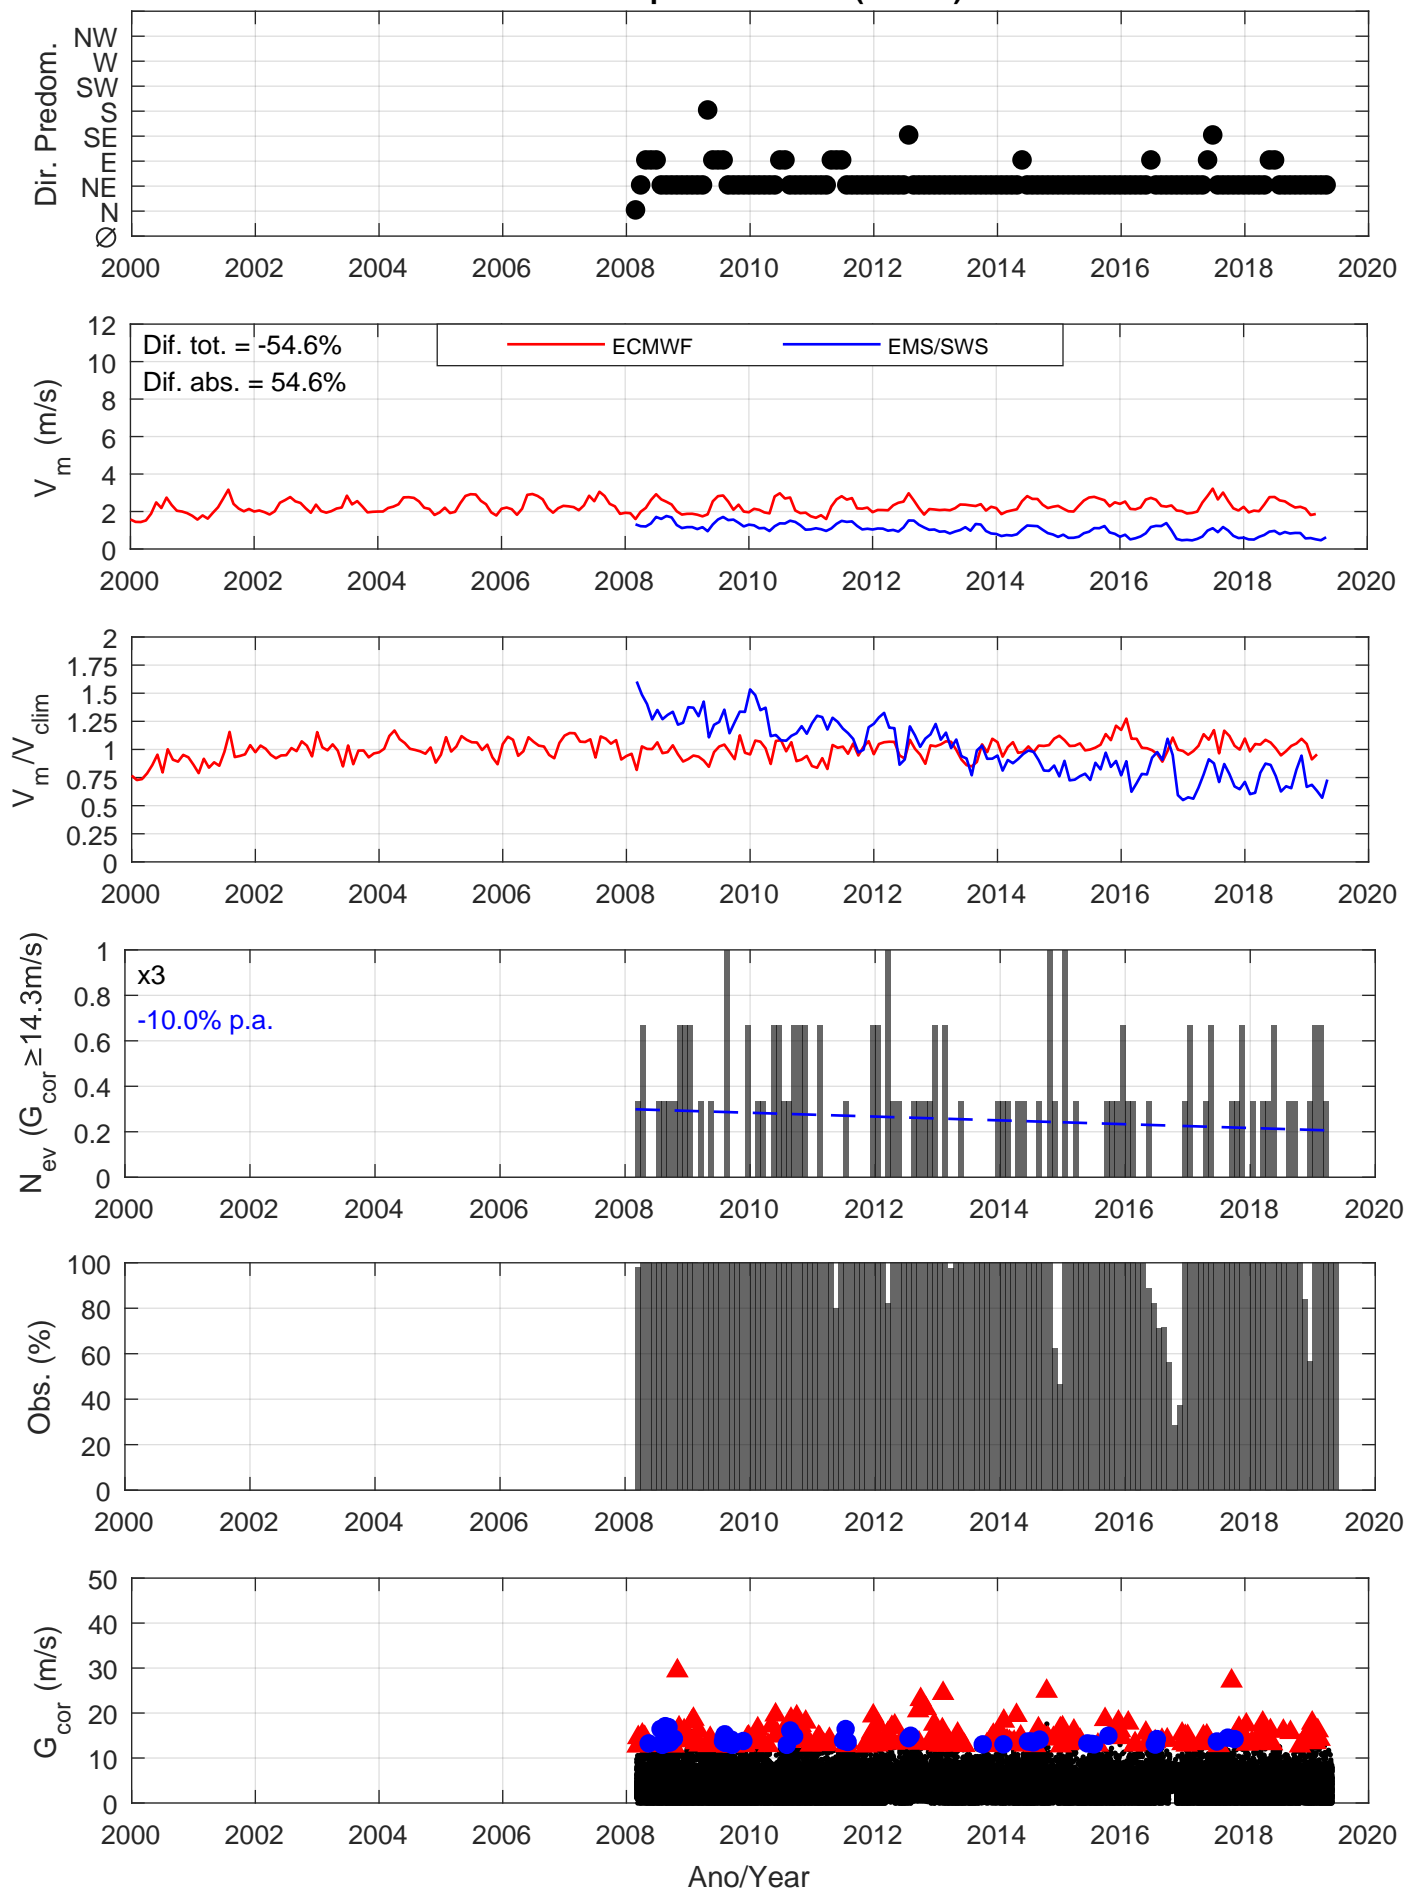 Dir. Predom.
NW
W
SW
S
SE
E
NE
N
Ø
2000 2002 2004 2006 2008 2010 2012 2014 2016 2018 2020
V_m (m/s)
12
10
8
6
4
2
0
Dif. tot. = -54.6%
Dif. abs. = 54.6%
ECMWF
EMS/SWS
2000 2002 2004 2006 2008 2010 2012 2014 2016 2018 2020
V_m/V_clim
2
1.75
1.5
1.25
1
0.75
0.5
0.25
0
2000 2002 2004 2006 2008 2010 2012 2014 2016 2018 2020
N_ev (G_cor ≥14.3m/s)
1
0.8
0.6
0.4
0.2
0
x3
-10.0% p.a.
2000 2002 2004 2006 2008 2010 2012 2014 2016 2018 2020
Obs. (%)
100
80
60
40
20
0
2000 2002 2004 2006 2008 2010 2012 2014 2016 2018 2020
G_cor (m/s)
50
40
30
20
10
0
2000 2002 2004 2006 2008 2010 2012 2014 2016 2018 2020
Ano/Year